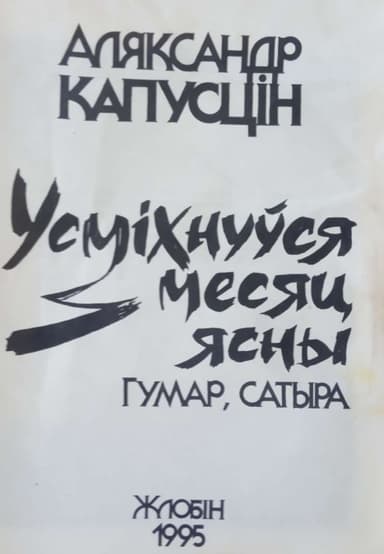 АЛЯКСАНДР
КАПУСЦІН
Усміхнуўся
месяц
ясны
ГУМАР, САТЫРА
ЖЛОБІН
1995